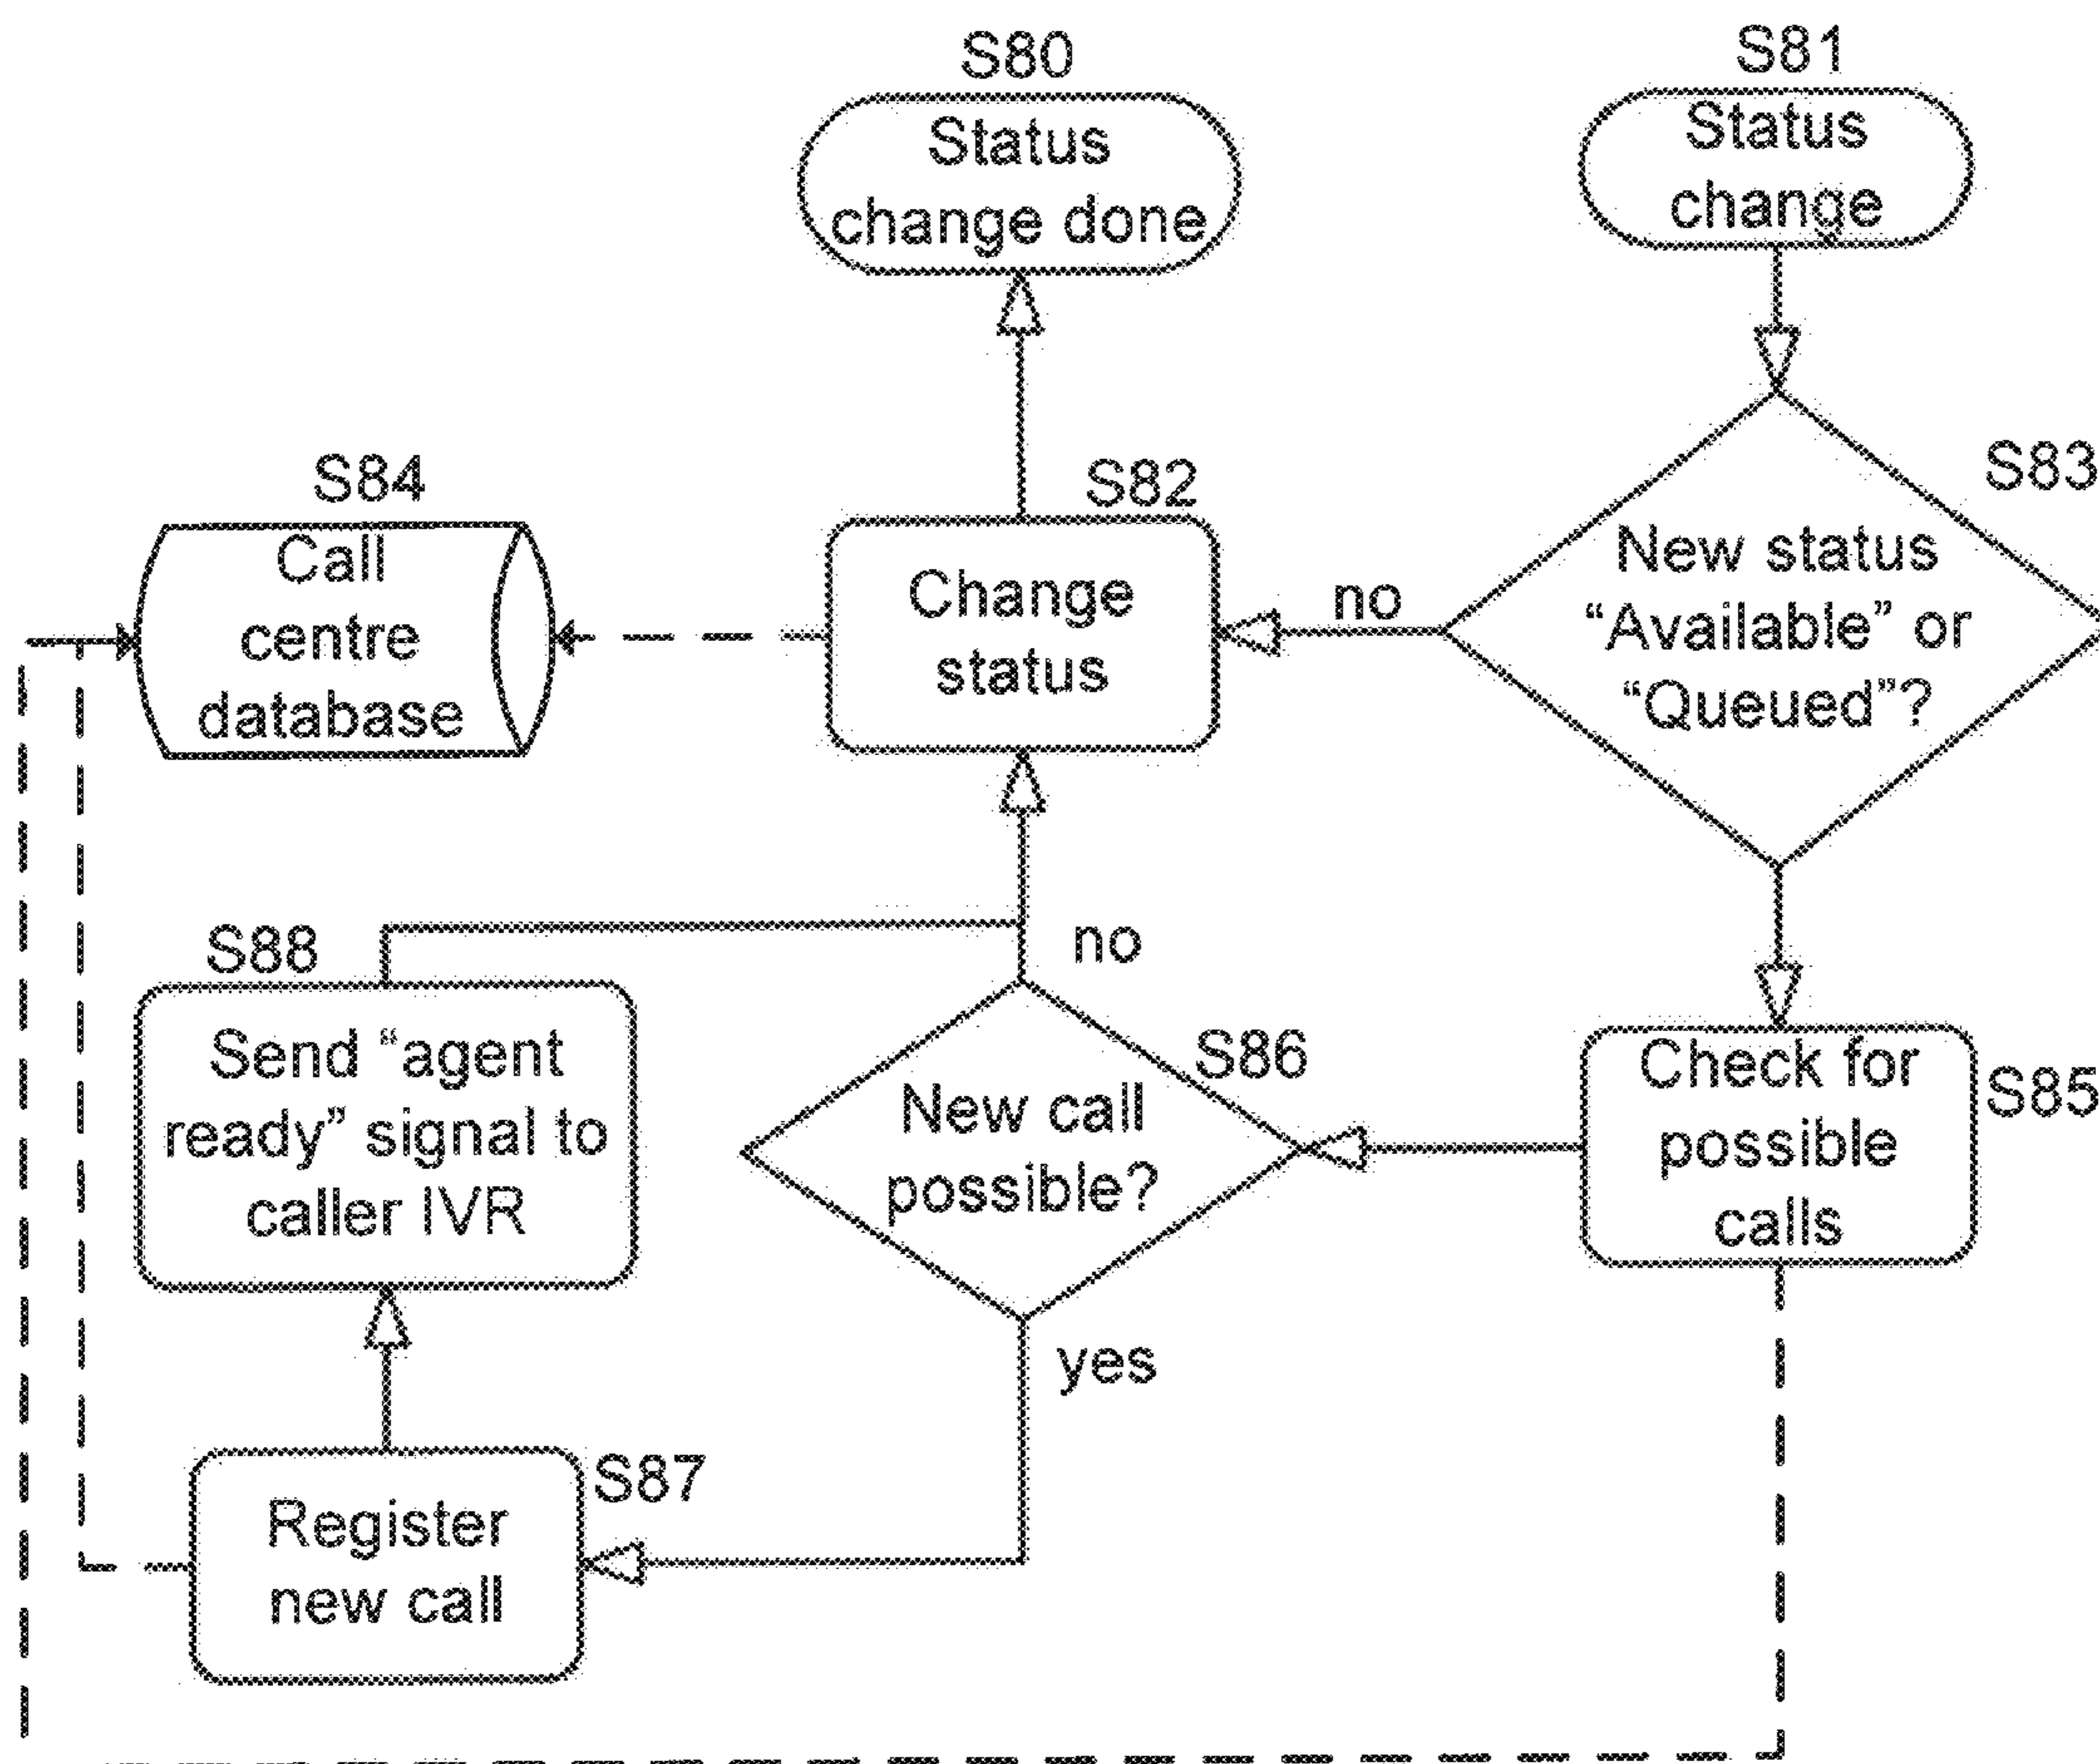 S80
Status
change done
S81
Status
change
S84
Call
centre
database
S82
Change
status
no
S83
New status
“Available” or
“Queued”?
S88
Send “agent
ready” signal to
caller IVR
no
S86
New call
possible?
yes
Check for
possible
calls
S85
Register
new call
S87